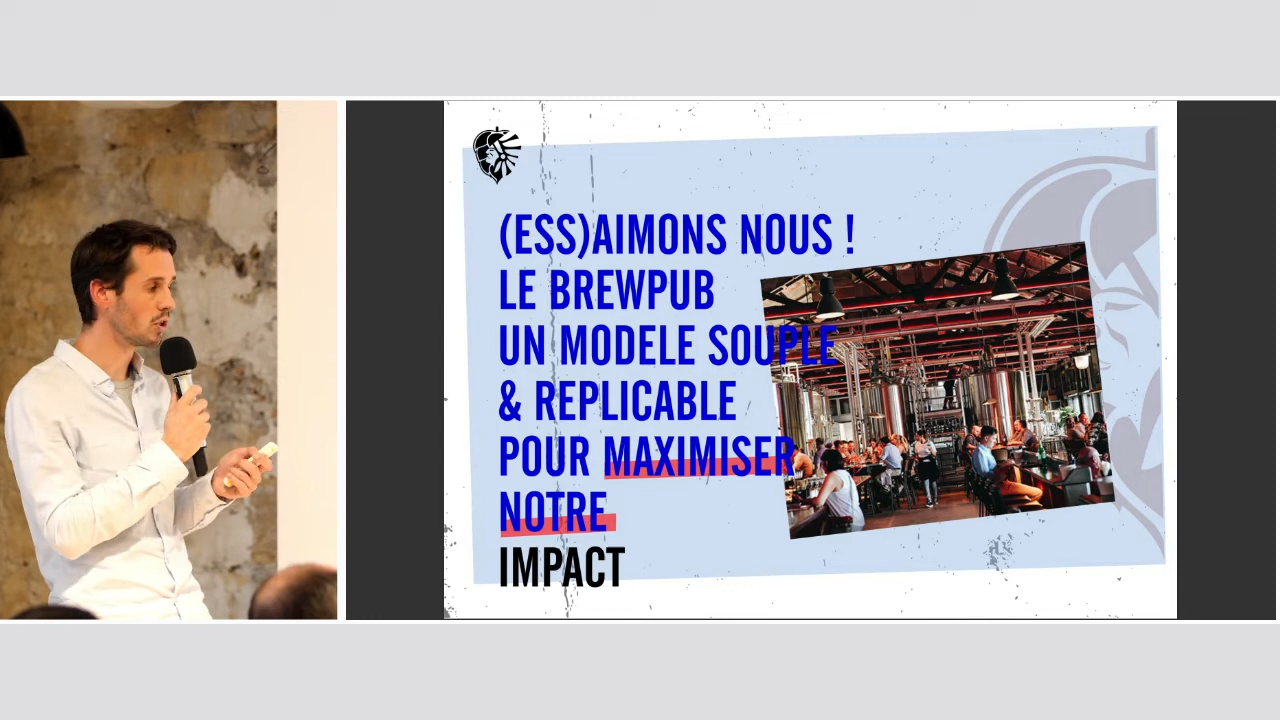 (ESS)AIMONS NOUS !
LE BREWPUB
UN MODELE SOUPLE
& REPLICABLE
POUR MAXIMISER
NOTRE
IMPACT